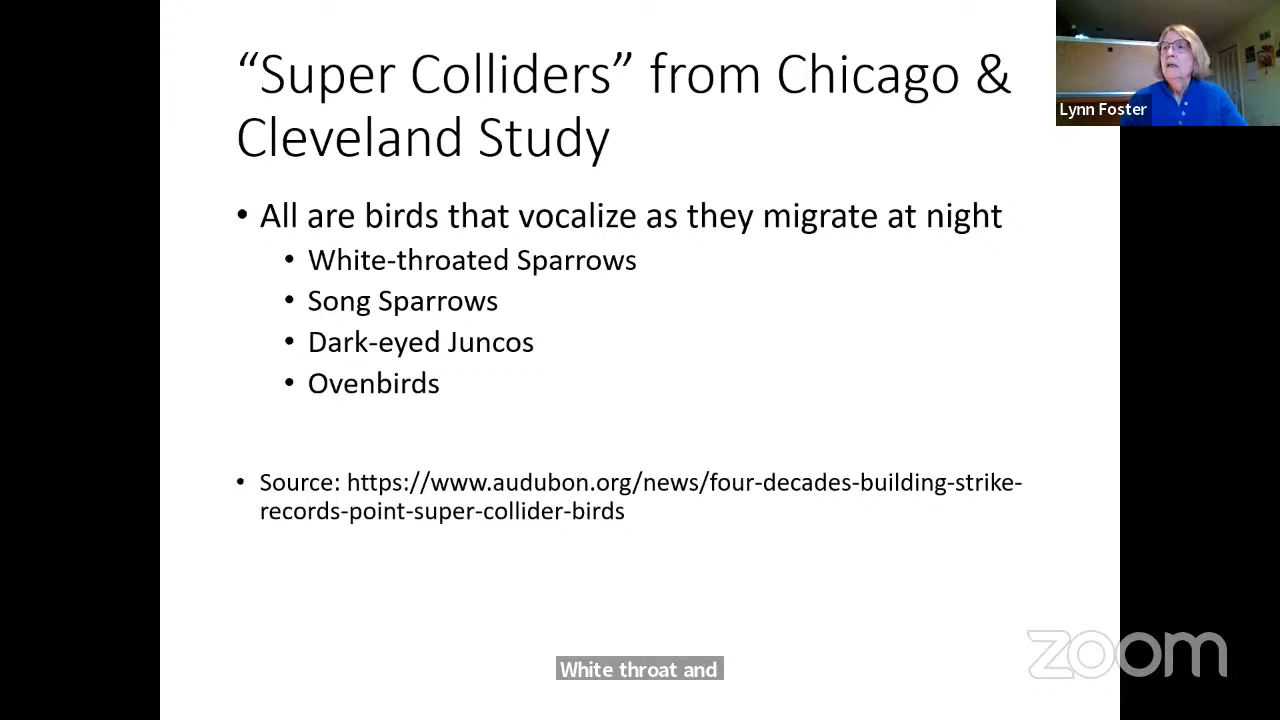 “Super Colliders” from Chicago &
Cleveland Study
Lynn Foster
• All are birds that vocalize as they migrate at night
• White-throated Sparrows
• Song Sparrows
• Dark-eyed Juncos
• Ovenbirds
• Source: https://www.audubon.org/news/four-decades-building-strike-
records-point-super-collider-birds
zoom
White throat and